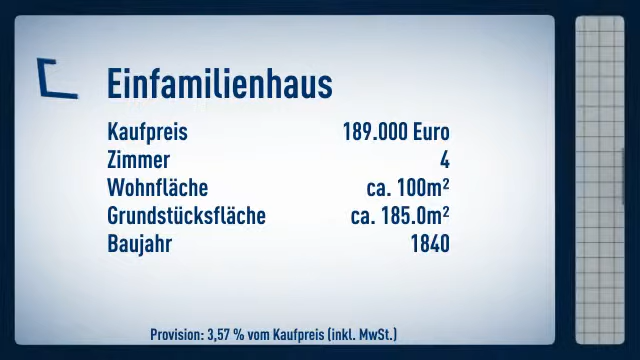 Einfamilienhaus
Kaufpreis 189.000 Euro
Zimmer 4
Wohnfläche ca. 100m²
Grundstücksfläche ca. 185.0m²
Baujahr 1840
Provision: 3,57 % vom Kaufpreis (inkl. MwSt.)